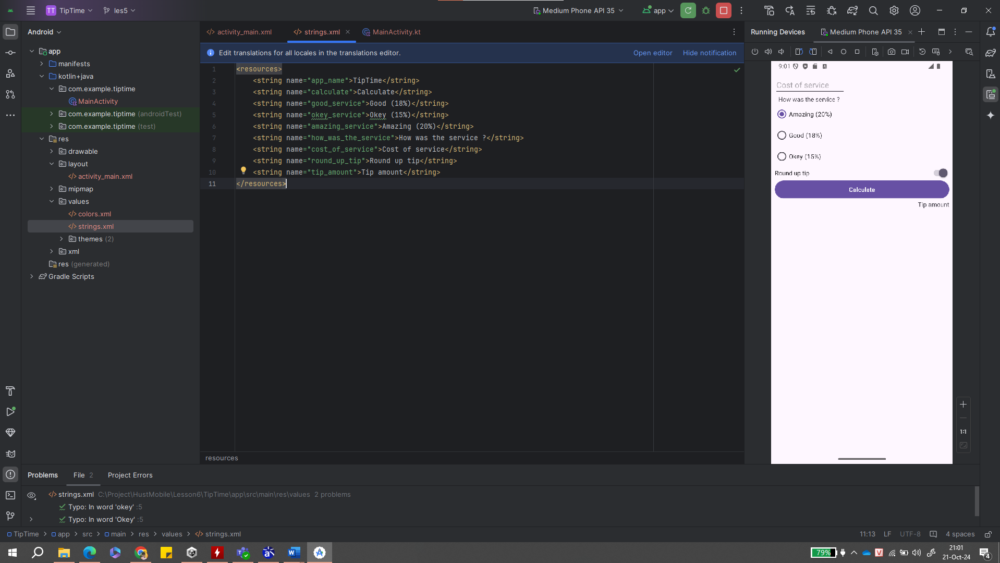 TT TipTime les5 Medium Phone API 35 app
Android
activity_main.xml strings.xml MainActivity.kt
Running Devices Medium Phone API 35
Edit translations for all locales in the translations editor. Open editor Hide notification
app
manifests
kotlin+java
com.example.tiptime
MainActivity
com.example.tiptime (androidTest)
com.example.tiptime (test)
res
drawable
layout
activity_main.xml
mipmap
values
colors.xml
strings.xml
themes (2)
xml
res (generated)
Gradle Scripts
1 <resources>
2 <string name="app_name">TipTime</string>
3 <string name="calculate">Calculate</string>
4 <string name="good_service">Good (18%)</string>
5 <string name="okey_service">Okey (15%)</string>
6 <string name="amazing_service">Amazing (20%)</string>
7 <string name="how_was_the_service">How was the service ?</string>
8 <string name="cost_of_service">Cost of service</string>
9 <string name="round_up_tip">Round up tip</string>
10 <string name="tip_amount">Tip amount</string>
11 </resources>
resources
9:01
Cost of service
How was the service ?
Amazing (20%)
Good (18%)
Okey (15%)
Round up tip
Calculate
Tip amount
1:1
Problems File 2 Project Errors
strings.xml C:\Project\HustMobile\Lesson6\TipTime\app\src\main\res\values 2 problems
Typo: In word 'okey' :5
Typo: In word 'Okey' :5
TipTime > app > src > main > res > values > strings.xml
11:13 LF UTF-8 4 spaces
79%
21:01
21-Oct-24
4